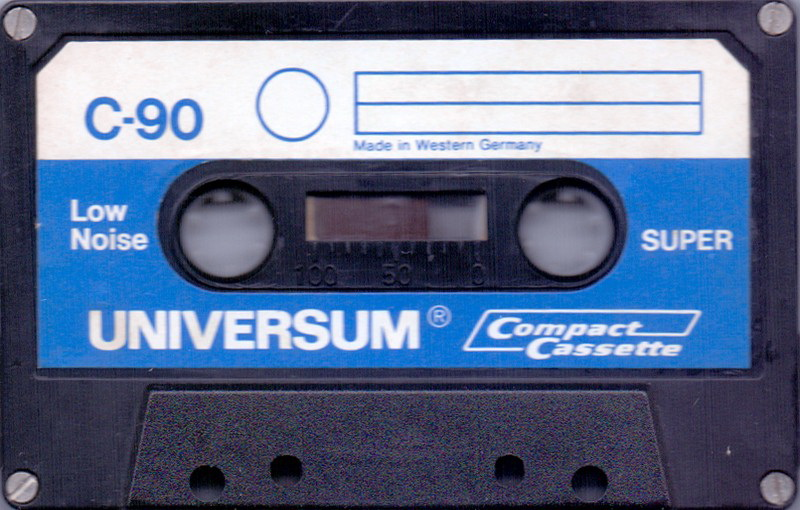 C-90
Made in Western Germany
Low
Noise
SUPER
100 50 0
UNIVERSUM®
Compact
Cassette